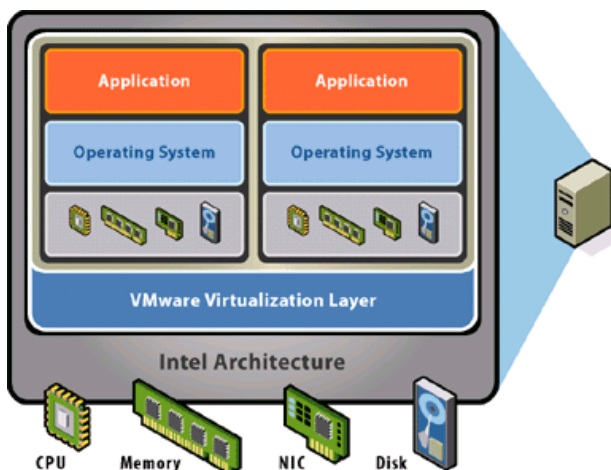 Application
Application
Operating System
Operating System
VMware Virtualization Layer
Intel Architecture
CPU
Memory
NIC
Disk